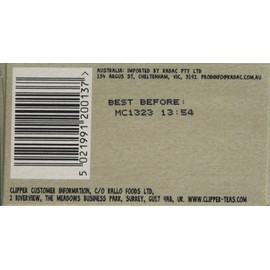 AUSTRALIA: IMPORTED BY KADAC PTY LTD
134 ARGUS ST, CHELTENHAM, VIC, 3192. PRODINFO@KADAC.COM.AU
BEST BEFORE:
MC1323 13:54
5 021991 200137
CLIPPER CUSTOMER INFORMATION, C/O KALLO FOODS LTD,
2 RIVERVIEW, THE MEADOWS BUSINESS PARK, SURREY, GU17 9AB, UK. WWW.CLIPPER-TEAS.COM